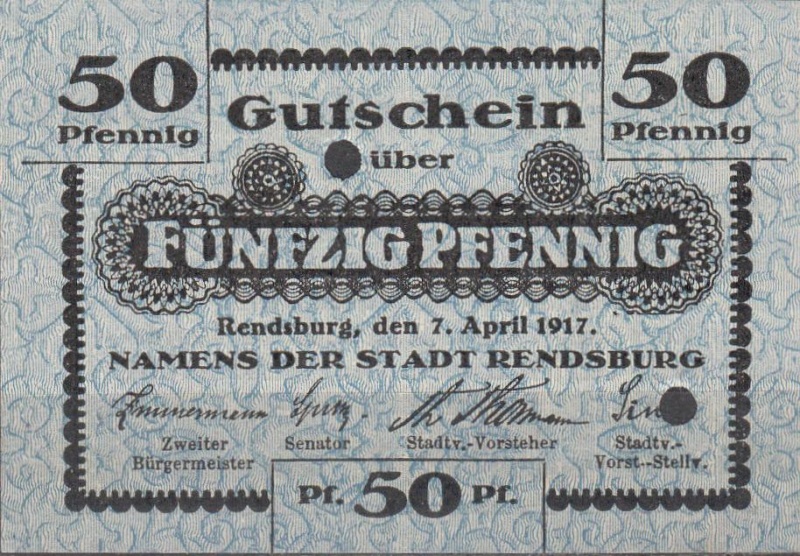 50 Pfennig
50 Pfennig
Gutschein
über
FÜNFZIG PFENNIG
Rendsburg, den 7. April 1917.
NAMENS DER STADT RENDSBURG
Zimmermann
Zweiter Bürgermeister
Senator
Stadtv.-Vorsteher
Stadtv.-Vorst.-Stellv.
Pf. 50 Pf.